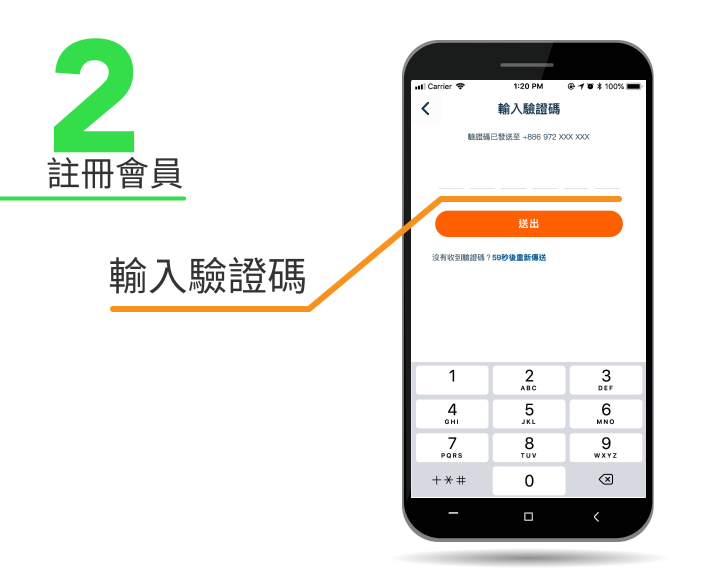 2
註冊會員
輸入驗證碼
Carrier 1:20 PM 100%
輸入驗證碼
驗證碼已發送至 +886 972 XXX XXX
送出
沒有收到驗證碼？59秒後重新傳送
1 2 3
ABC DEF
4 5 6
GHI JKL MNO
7 8 9
PQRS TUV WXYZ
+*# 0